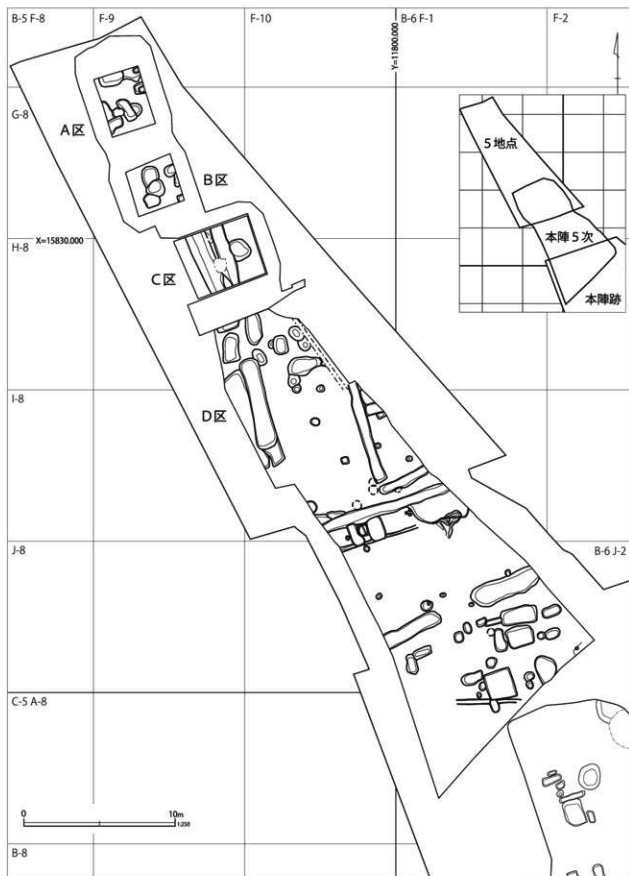 B-5 F-8
F-9
F-10
B-6 F-1
F-2
Y=11800.000
G-8
A区
5地点
B区
本陣5次
X=15830.000
H-8
C区
本陣跡
I-8
D区
J-8
B-6 J-2
C-5 A-8
0
10m
1:250
B-8